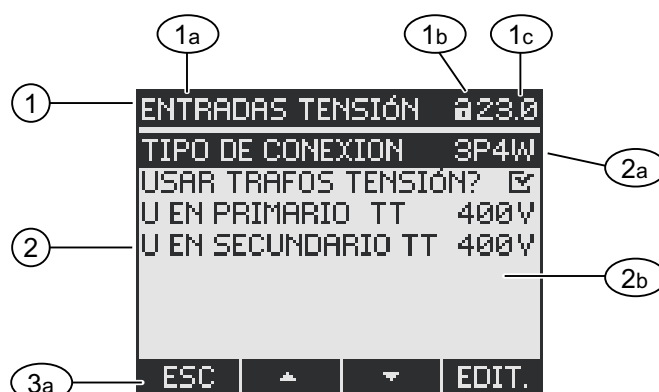 1a 1b 1c
1 ENTRADAS TENSIÓN 23.0
TIPO DE CONEXION 3P4W 2a
USAR TRAFOS TENSIÓN?
U EN PRIMARIO TT 400V
2 U EN SECUNDARIO TT 400V
2b
3a ESC EDIT.